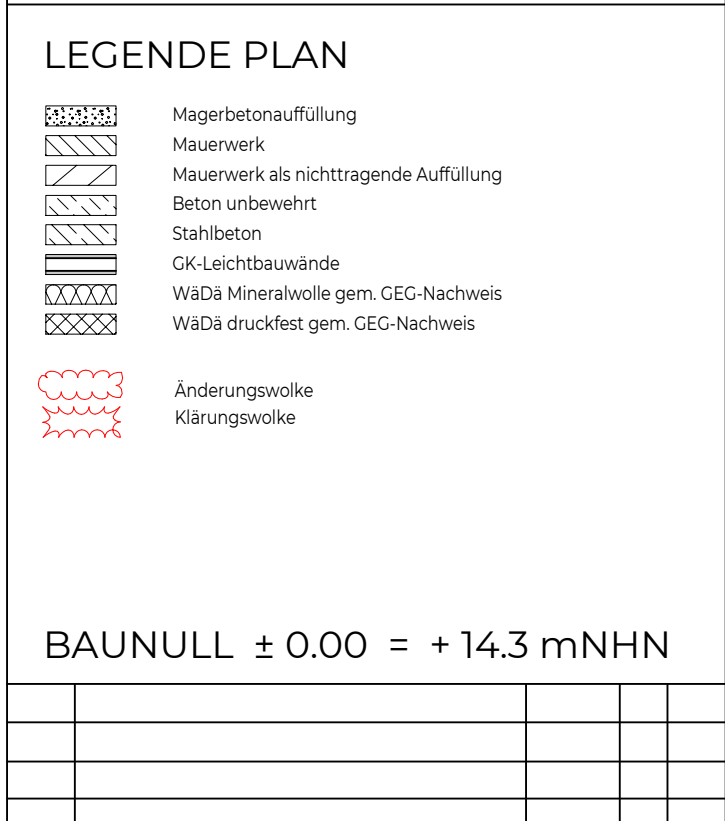 LEGENDE PLAN
Magerbetonauffüllung
Mauerwerk
Mauerwerk als nichttragende Auffüllung
Beton unbewehrt
Stahlbeton
GK-Leichtbauwände
WäDä Mineralwolle gem. GEG-Nachweis
WäDä druckfest gem. GEG-Nachweis
Änderungswolke
Klärungswolke
BAUNULL ± 0.00 = + 14.3 mNHN